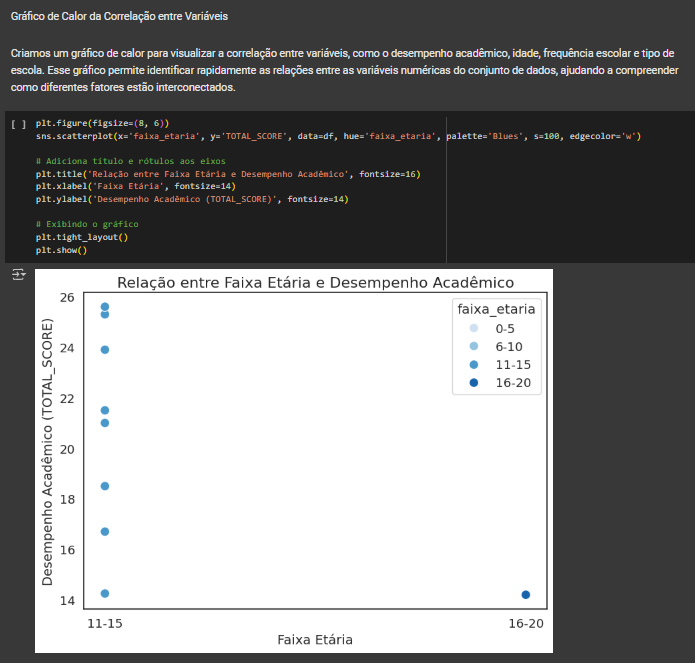 Gráfico de Calor da Correlação entre Variáveis
Criamos um gráfico de calor para visualizar a correlação entre variáveis, como o desempenho acadêmico, idade, frequência escolar e tipo de
escola. Esse gráfico permite identificar rapidamente as relações entre as variáveis numéricas do conjunto de dados, ajudando a compreender
como diferentes fatores estão interconectados.
[ ] plt.figure(figsize=(8, 6))
sns.scatterplot(x='faixa_etaria', y='TOTAL_SCORE', data=df, hue='faixa_etaria', palette='Blues', s=100, edgecolor='w')
# Adiciona título e rótulos aos eixos
plt.title('Relação entre Faixa Etária e Desempenho Acadêmico', fontsize=16)
plt.xlabel('Faixa Etária', fontsize=14)
plt.ylabel('Desempenho Acadêmico (TOTAL_SCORE)', fontsize=14)
# Exibindo o gráfico
plt.tight_layout()
plt.show()
Relação entre Faixa Etária e Desempenho Acadêmico
Desempenho Acadêmico (TOTAL_SCORE)
26
24
22
20
18
16
14
faixa_etaria
0-5
6-10
11-15
16-20
11-15
16-20
Faixa Etária